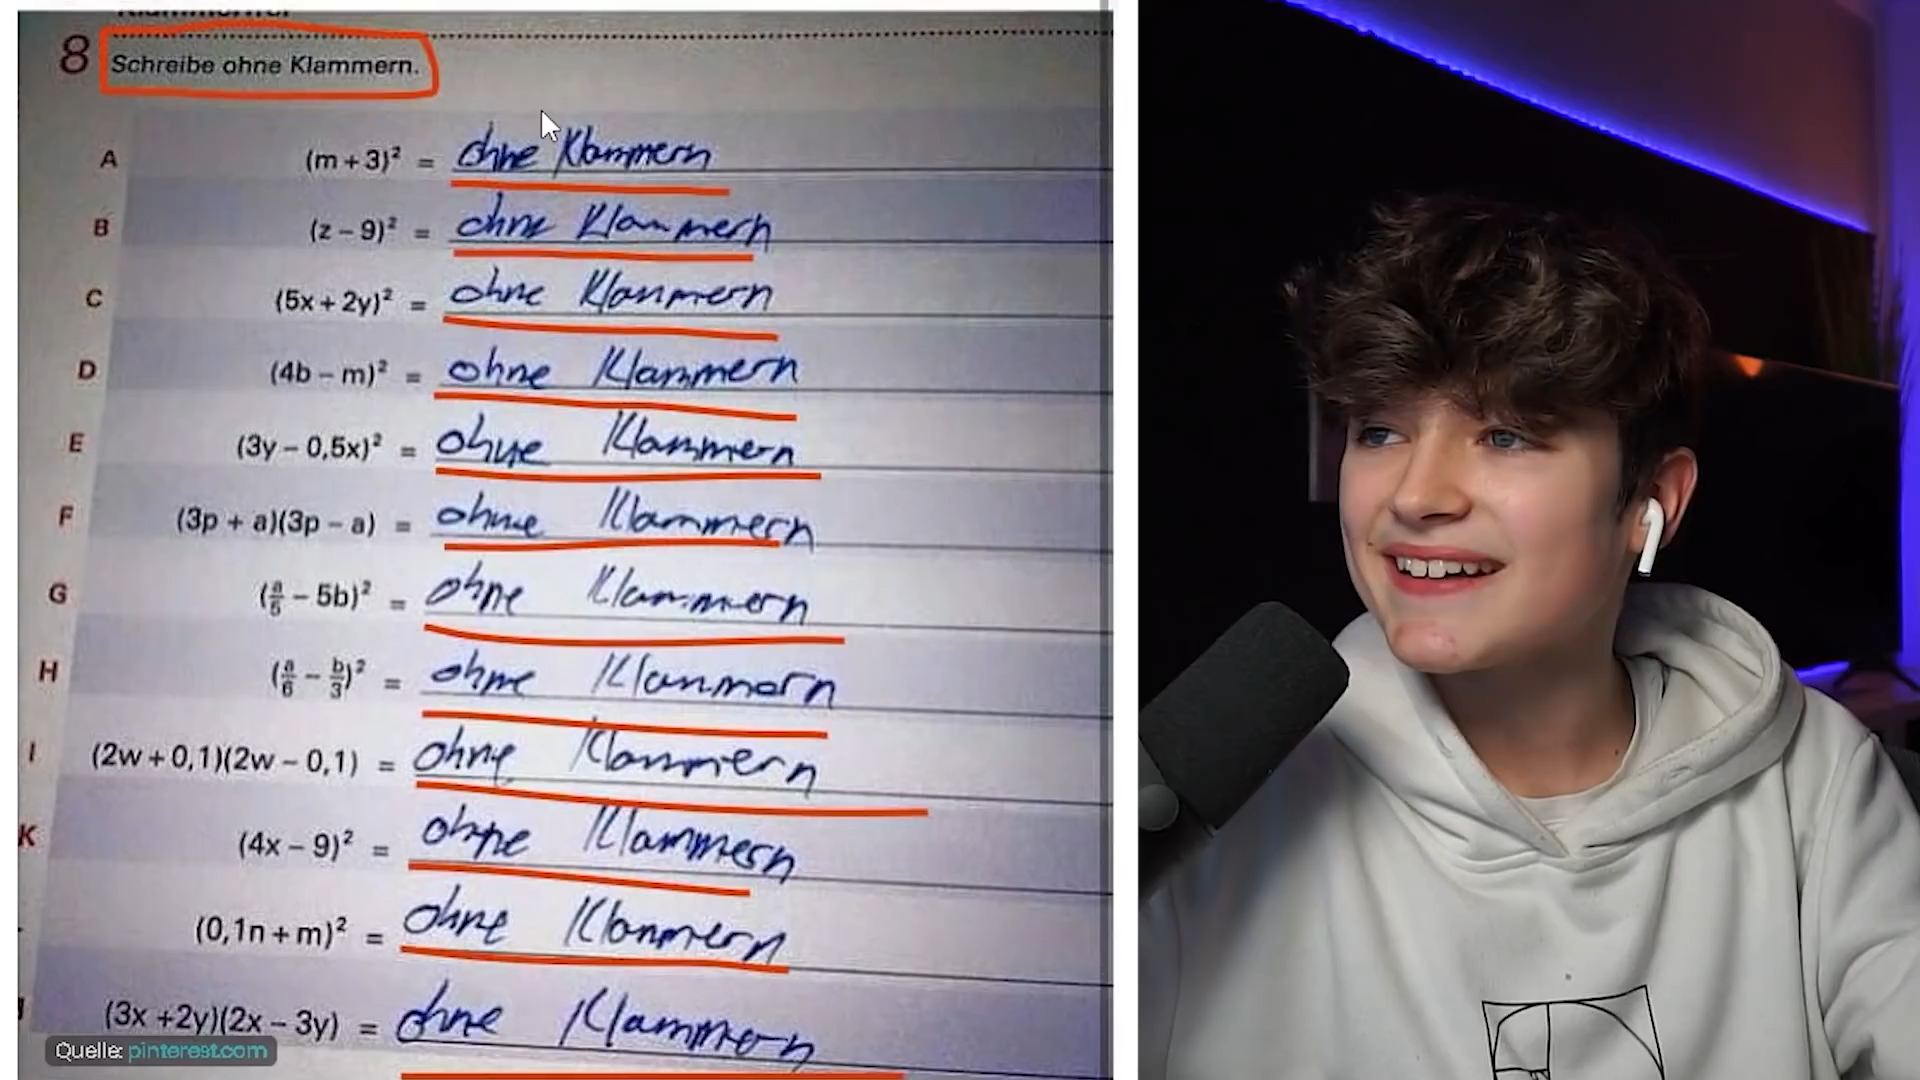 8 Schreibe ohne Klammern.
A (m + 3)² = ohne Klammern
B (z – 9)² = ohne Klammern
C (5x + 2y)² = ohne Klammern
D (4b – m)² = ohne Klammern
E (3y – 0,5x)² = ohne Klammern
F (3p + a)(3p – a) = ohne Klammern
G (a/5 – 5b)² = ohne Klammern
H (a/6 – b/3)² = ohne Klammern
I (2w + 0,1)(2w – 0,1) = ohne Klammern
K (4x – 9)² = ohne Klammern
(0,1n + m)² = ohne Klammern
(3x +2y)(2x – 3y) = ohne Klammern
Quelle: pinterest.com